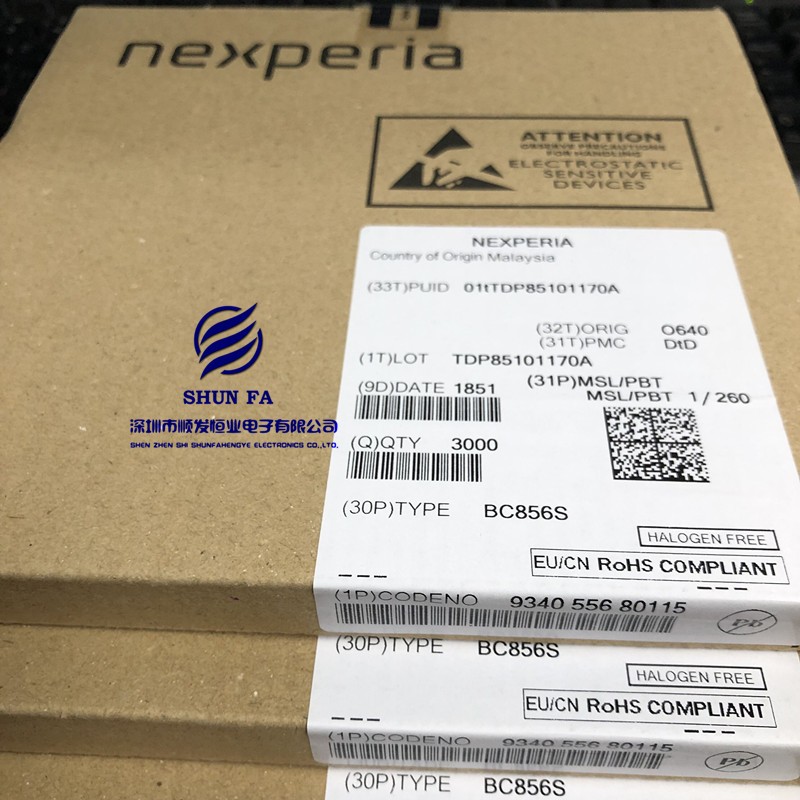 nexperia
ATTENTION
OBSERVE PRECAUTIONS
FOR HANDLING
ELECTROSTATIC
SENSITIVE
DEVICES
NEXPERIA
Country of Origin Malaysia
(33T)PUID 01tTDP85101170A
(32T)ORIG O640
(31T)PMC DtD
(1T)LOT TDP85101170A
(9D)DATE 1851
(31P)MSL/PBT
MSL/PBT 1/260
(Q)QTY 3000
(30P)TYPE BC856S
HALOGEN FREE
EU/CN RoHS COMPLIANT
(1P)CODENO 9340 556 80115
Pb
(30P)TYPE BC856S
HALOGEN FREE
EU/CN RoHS COMPLIANT
(1P)CODENO 9340 556 80115
Pb
(30P)TYPE BC856S
SHUN FA
深圳市顺发恒业电子有限公司
SHEN ZHEN SHI SHUNFAHENGYE ELECTRONICS CO.,LTD.